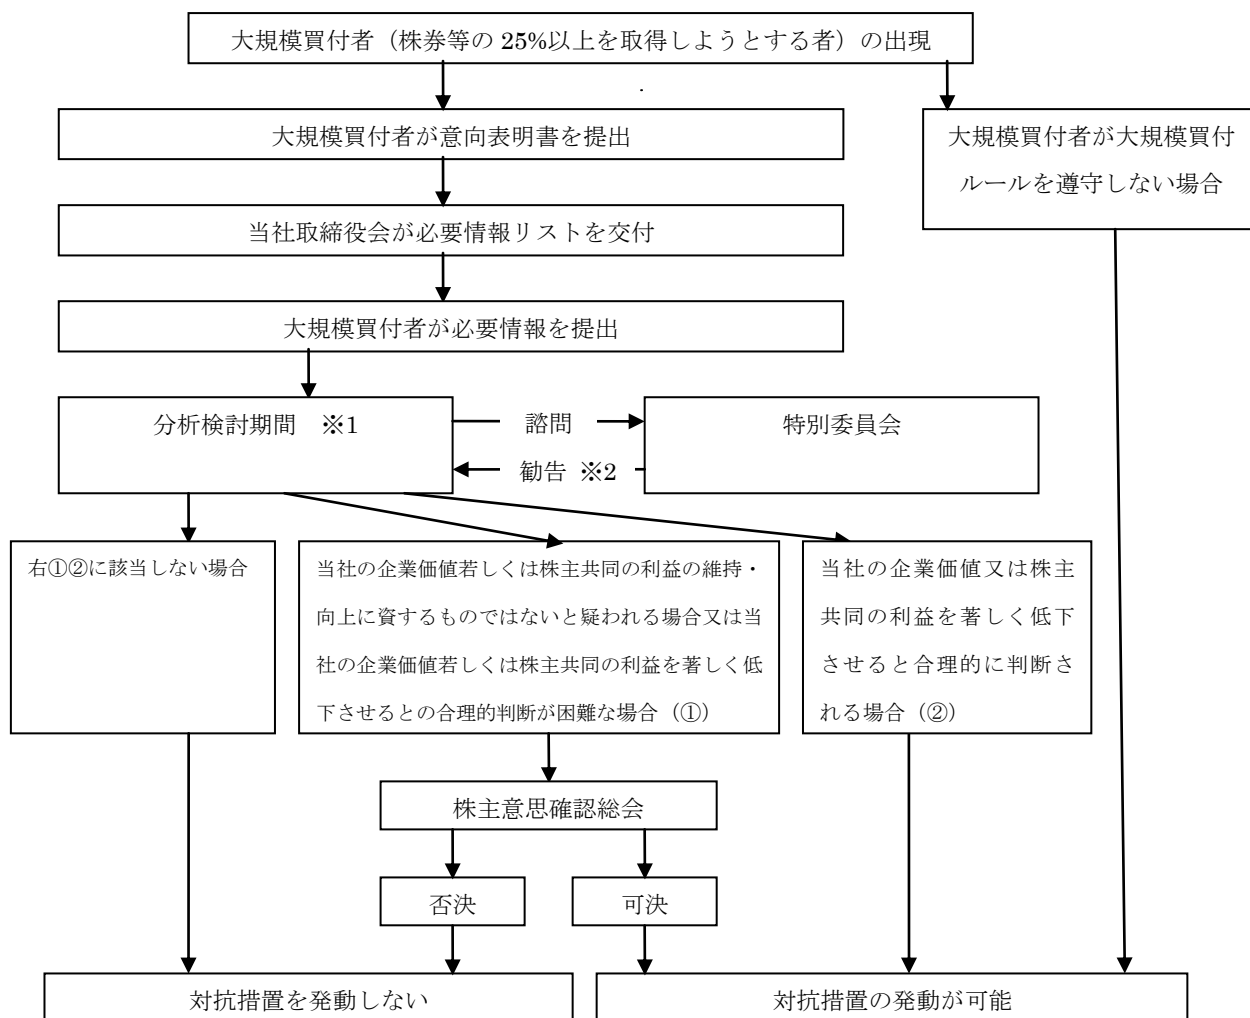 大規模買付者（株券等の 25%以上を取得しようとする者）の出現
大規模買付者が意向表明書を提出
大規模買付者が大規模買付
ルールを遵守しない場合
当社取締役会が必要情報リストを交付
大規模買付者が必要情報を提出
分析検討期間　※1
諮問
勧告 ※2
特別委員会
右①②に該当しない場合
当社の企業価値若しくは株主共同の利益の維持・
向上に資するものではないと疑われる場合又は当
社の企業価値若しくは株主共同の利益を著しく低
下させるとの合理的判断が困難な場合（①）
当社の企業価値又は株主
共同の利益を著しく低下
させると合理的に判断さ
れる場合（②）
株主意思確認総会
否決
可決
対抗措置を発動しない
対抗措置の発動が可能